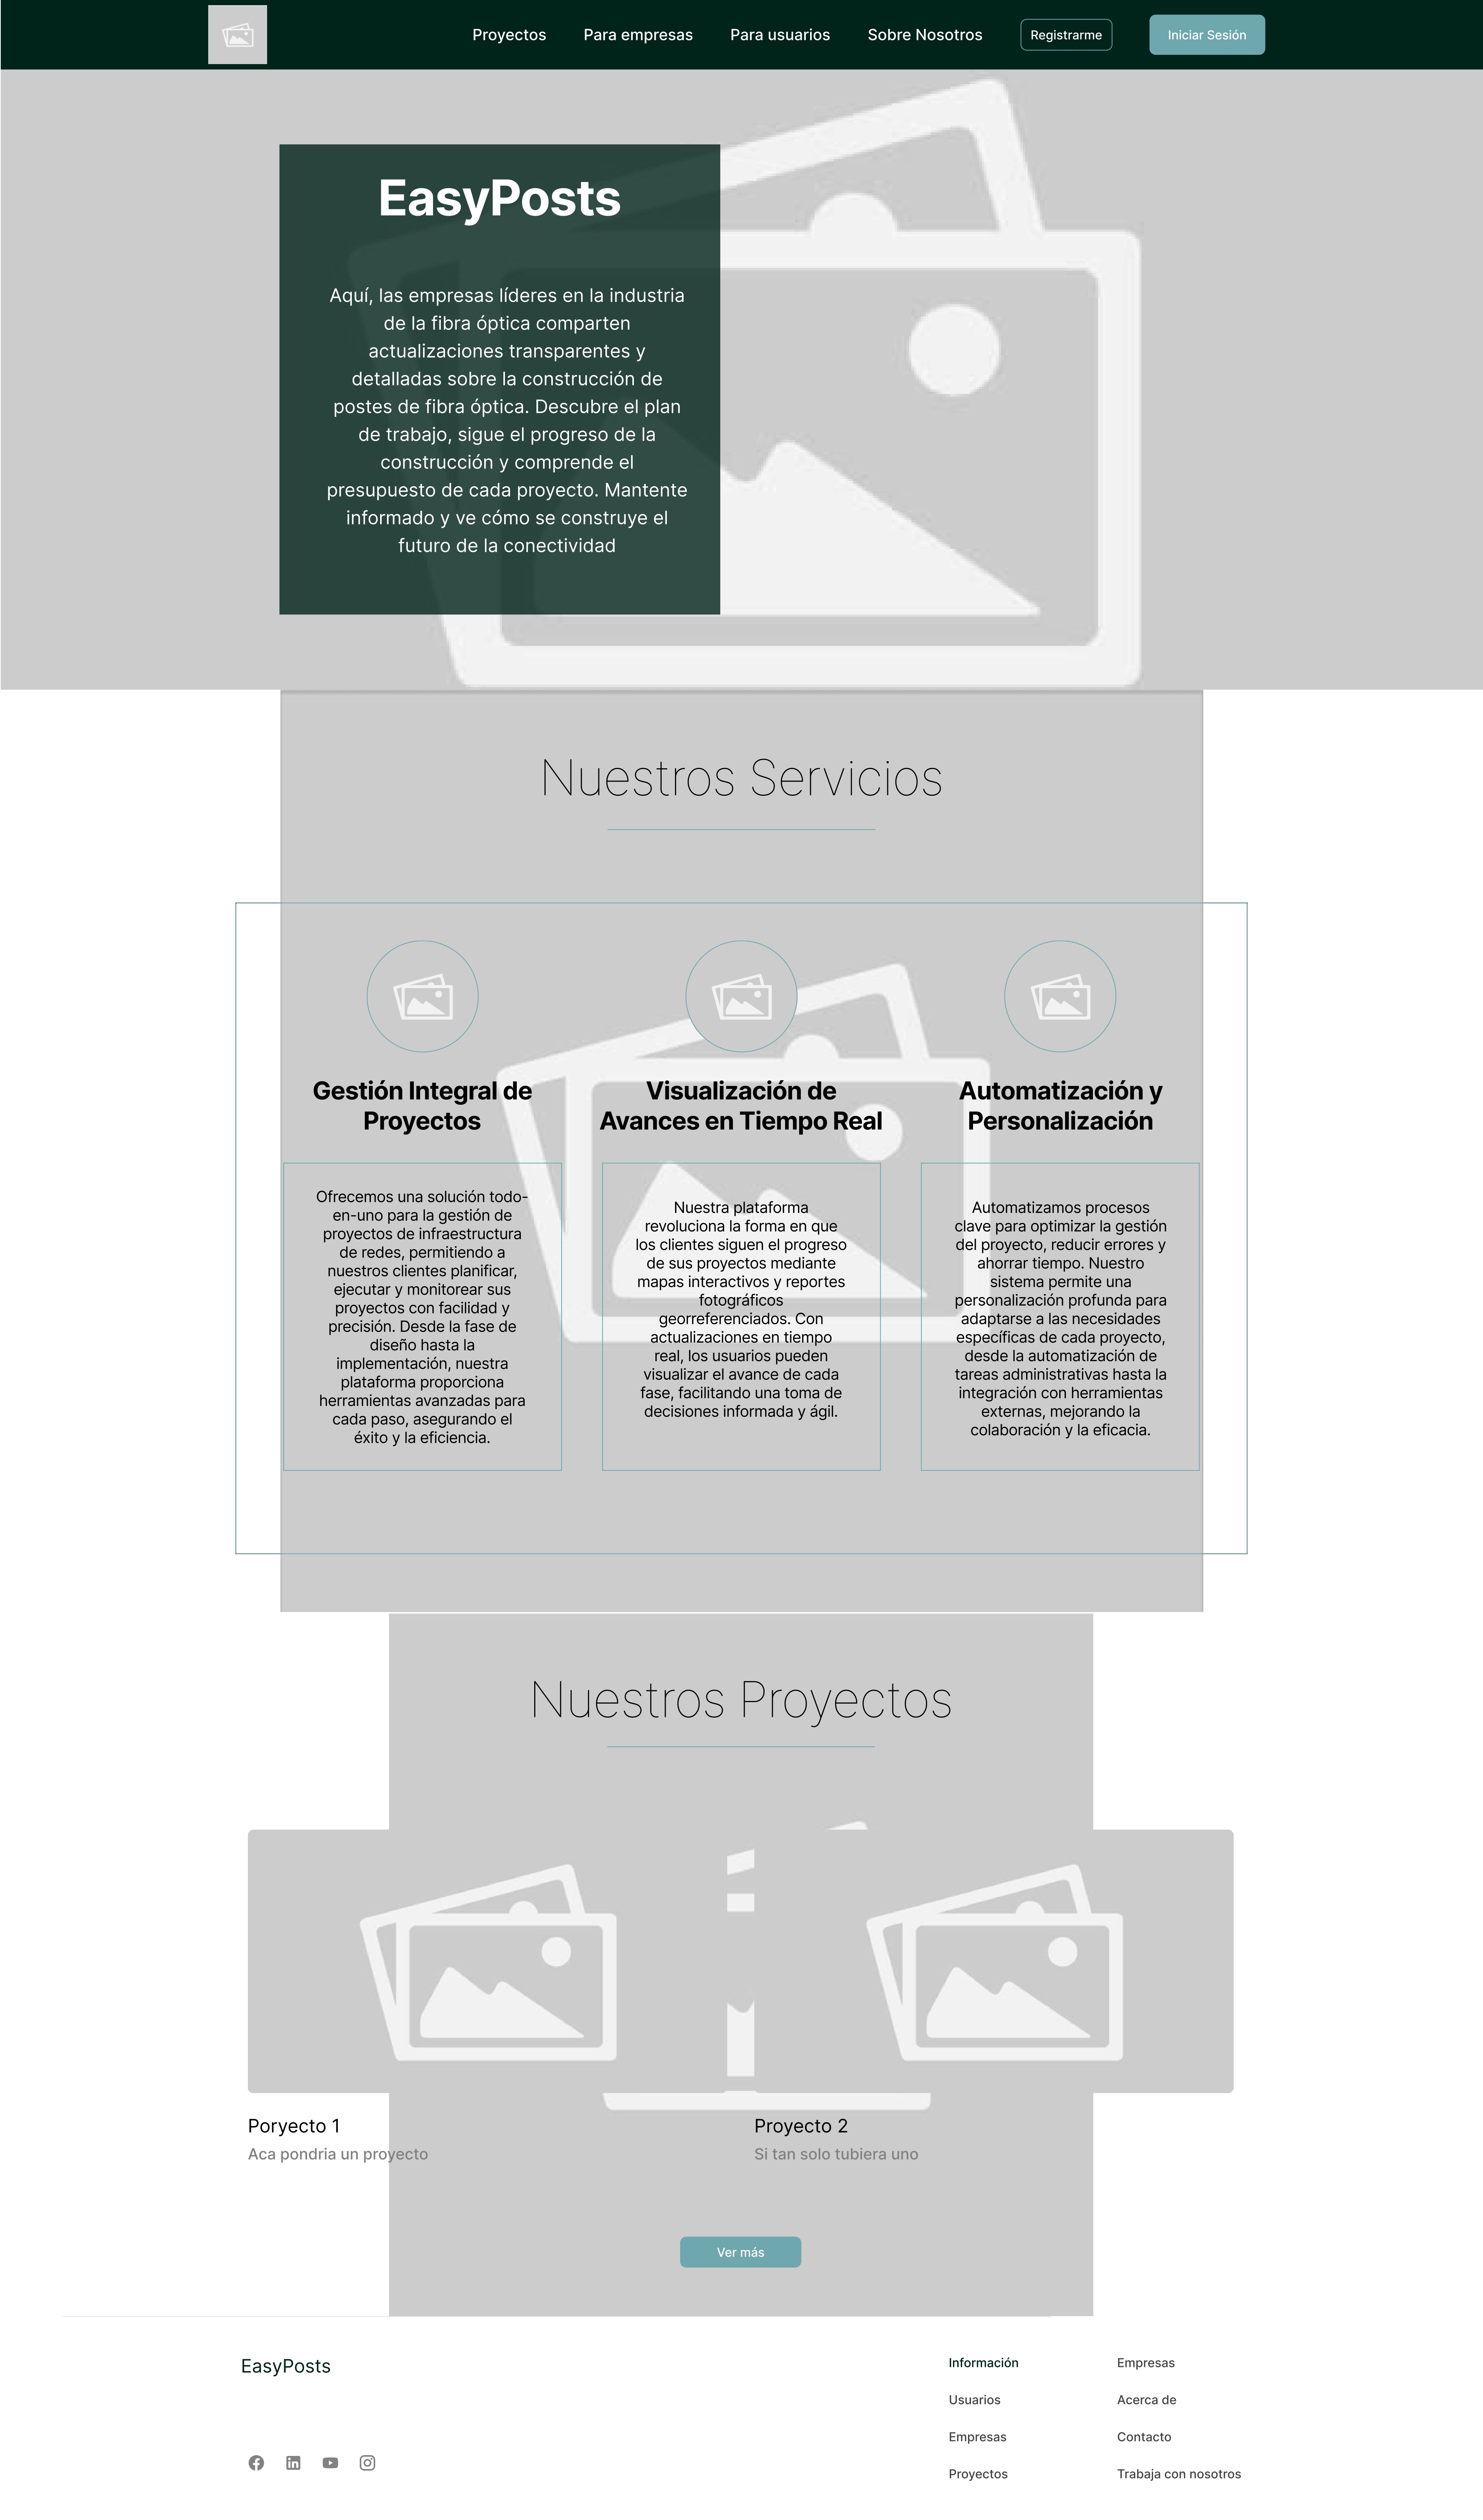 Proyectos
Para empresas
Para usuarios
Sobre Nosotros
Registrarme
Iniciar Sesión
EasyPosts
Aquí, las empresas líderes en la industria
de la fibra óptica comparten
actualizaciones transparentes y
detalladas sobre la construcción de
postes de fibra óptica. Descubre el plan
de trabajo, sigue el progreso de la
construcción y comprende el
presupuesto de cada proyecto. Mantente
informado y ve cómo se construye el
futuro de la conectividad
Nuestros Servicios
Gestión Integral de
Proyectos
Ofrecemos una solución todo-
en-uno para la gestión de
proyectos de infraestructura
de redes, permitiendo a
nuestros clientes planificar,
ejecutar y monitorear sus
proyectos con facilidad y
precisión. Desde la fase de
diseño hasta la
implementación, nuestra
plataforma proporciona
herramientas avanzadas para
cada paso, asegurando el
éxito y la eficiencia.
Visualización de
Avances en Tiempo Real
Nuestra plataforma
revoluciona la forma en que
los clientes siguen el progreso
de sus proyectos mediante
mapas interactivos y reportes
fotográficos
georreferenciados. Con
actualizaciones en tiempo
real, los usuarios pueden
visualizar el avance de cada
fase, facilitando una toma de
decisiones informada y ágil.
Automatización y
Personalización
Automatizamos procesos
clave para optimizar la gestión
del proyecto, reducir errores y
ahorrar tiempo. Nuestro
sistema permite una
personalización profunda para
adaptarse a las necesidades
específicas de cada proyecto,
desde la automatización de
tareas administrativas hasta la
integración con herramientas
externas, mejorando la
colaboración y la eficacia.
Nuestros Proyectos
Poryecto 1
Aca pondria un proyecto
Proyecto 2
Si tan solo tubiera uno
Ver más
EasyPosts
Información
Usuarios
Empresas
Proyectos
Empresas
Acerca de
Contacto
Trabaja con nosotros